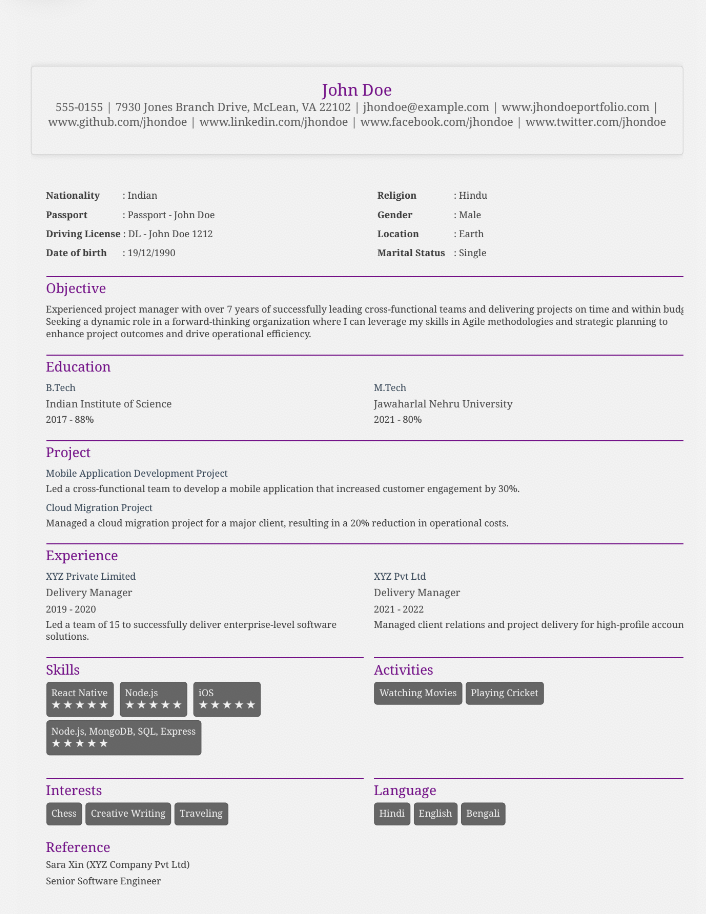 John Doe
555-0155 | 7930 Jones Branch Drive, McLean, VA 22102 | jhondoe@example.com | www.jhondoeportfolio.com |
www.github.com/jhondoe | www.linkedin.com/jhondoe | www.facebook.com/jhondoe | www.twitter.com/jhondoe
Nationality : Indian
Religion : Hindu
Passport : Passport - John Doe
Gender : Male
Driving License : DL - John Doe 1212
Location : Earth
Date of birth : 19/12/1990
Marital Status : Single
Objective
Experienced project manager with over 7 years of successfully leading cross-functional teams and delivering projects on time and within budg
Seeking a dynamic role in a forward-thinking organization where I can leverage my skills in Agile methodologies and strategic planning to
enhance project outcomes and drive operational efficiency.
Education
B.Tech
Indian Institute of Science
2017 - 88%
M.Tech
Jawaharlal Nehru University
2021 - 80%
Project
Mobile Application Development Project
Led a cross-functional team to develop a mobile application that increased customer engagement by 30%.
Cloud Migration Project
Managed a cloud migration project for a major client, resulting in a 20% reduction in operational costs.
Experience
XYZ Private Limited
Delivery Manager
2019 - 2020
Led a team of 15 to successfully deliver enterprise-level software
solutions.
XYZ Pvt Ltd
Delivery Manager
2021 - 2022
Managed client relations and project delivery for high-profile accoun
Skills
React Native
★★★★★
Node.js
★★★★★
iOS
★★★★★
Node.js, MongoDB, SQL, Express
★★★★★
Activities
Watching Movies
Playing Cricket
Interests
Chess
Creative Writing
Traveling
Language
Hindi
English
Bengali
Reference
Sara Xin (XYZ Company Pvt Ltd)
Senior Software Engineer